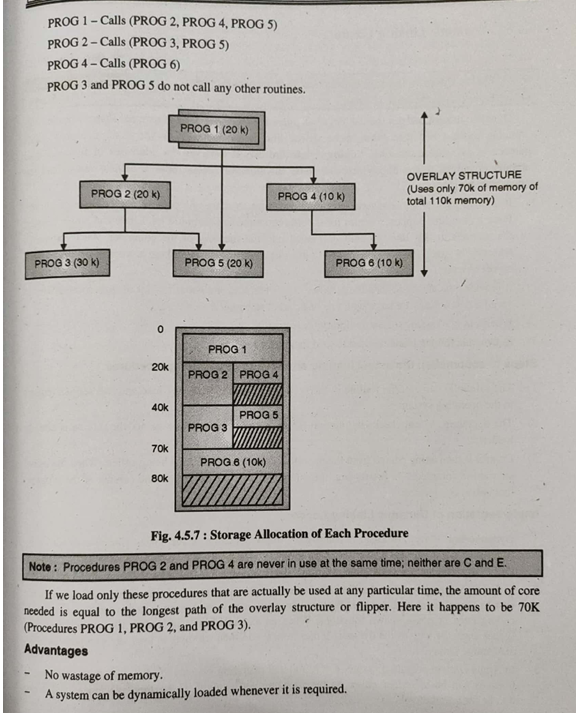 PROG 1 – Calls (PROG 2, PROG 4, PROG 5)
PROG 2 – Calls (PROG 3, PROG 5)
PROG 4 – Calls (PROG 6)
PROG 3 and PROG 5 do not call any other routines.
PROG 1 (20 k)
PROG 2 (20 k)
PROG 4 (10 k)
OVERLAY STRUCTURE
(Uses only 70k of memory of
total 110k memory)
PROG 3 (30 k)
PROG 5 (20 k)
PROG 6 (10 k)
0
PROG 1
20k
PROG 2
PROG 4
40k
PROG 5
PROG 3
70k
PROG 6 (10k)
80k
Fig. 4.5.7 : Storage Allocation of Each Procedure
Note : Procedures PROG 2 and PROG 4 are never in use at the same time; neither are C and E.
If we load only these procedures that are actually be used at any particular time, the amount of core
needed is equal to the longest path of the overlay structure or flipper. Here it happens to be 70K
(Procedures PROG 1, PROG 2, and PROG 3).
Advantages
– No wastage of memory.
– A system can be dynamically loaded whenever it is required.